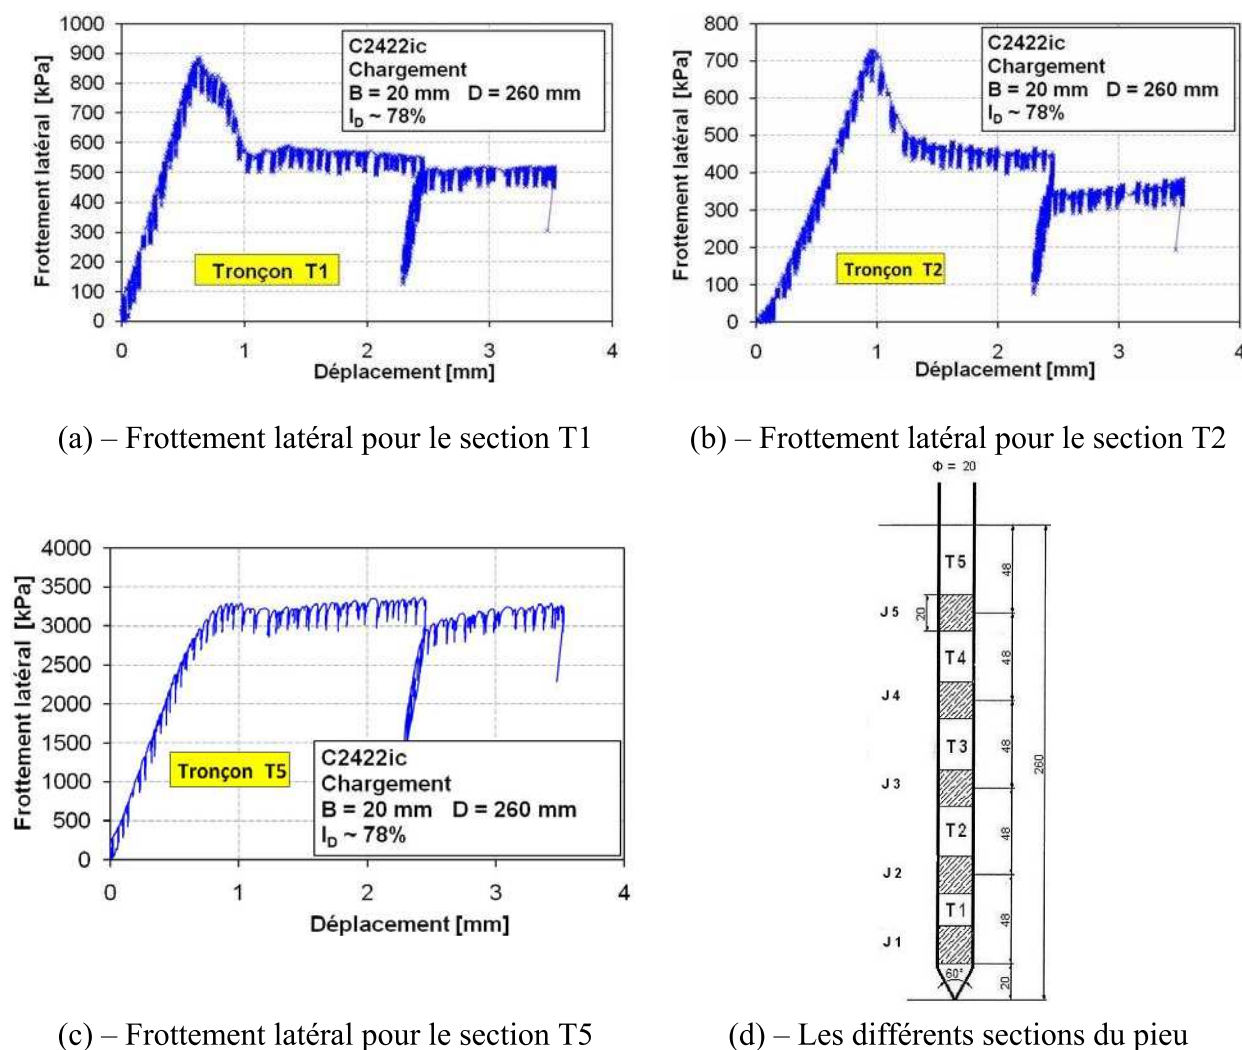 1000
900
800
700
600
500
400
300
200
100
0
0 1 2 3 4
Frottement latéral [kPa]
Déplacement [mm]
C2422ic
Chargement
B = 20 mm D = 260 mm
I_D ~ 78%
Tronçon T1
(a) – Frottement latéral pour le section T1
800
700
600
500
400
300
200
100
0
0 1 2 3 4
Frottement latéral [kPa]
Déplacement [mm]
C2422ic
Chargement
B = 20 mm D = 260 mm
I_D ~ 78%
Tronçon T2
(b) – Frottement latéral pour le section T2
4000
3500
3000
2500
2000
1500
1000
500
0
0 1 2 3 4
Frottement latéral [kPa]
Déplacement [mm]
C2422ic
Chargement
B = 20 mm D = 260 mm
I_D ~ 78%
Tronçon T5
(c) – Frottement latéral pour le section T5
Φ = 20
T5
48
J5
20
T4
48
J4
T3
48
260
J3
T2
48
J2
T1
48
J1
60°
20
(d) – Les différents sections du pieu